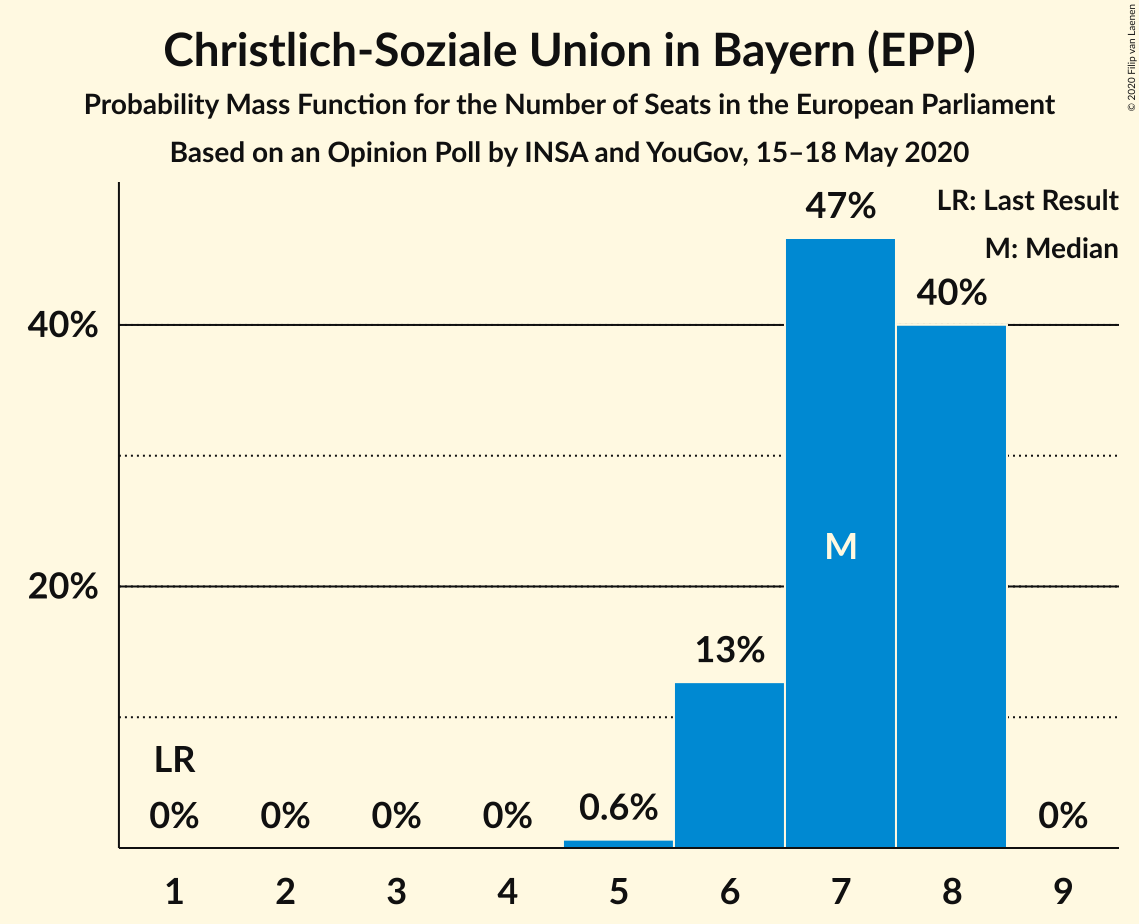 Christlich-Soziale Union in Bayern (EPP)
Probability Mass Function for the Number of Seats in the European Parliament
Based on an Opinion Poll by INSA and YouGov, 15–18 May 2020
© 2020 Filip van Laenen
LR: Last Result
M: Median
47%
40%
40%
M
20%
13%
LR
0%
0%
0%
0%
0.6%
0%
1 2 3 4 5 6 7 8 9